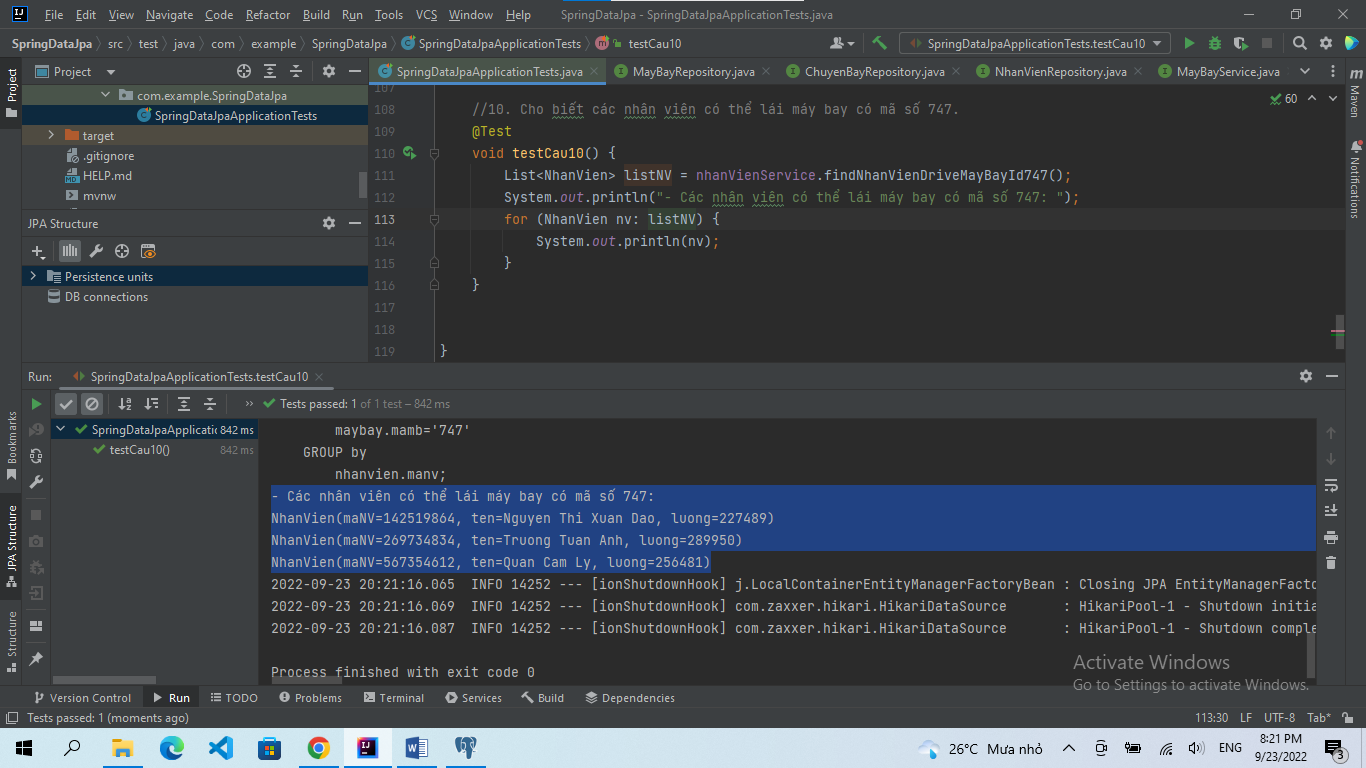 File Edit View Navigate Code Refactor Build Run Tools VCS Window Help SpringDataJpa - SpringDataJpaApplicationTests.java
SpringDataJpa src test java com example SpringDataJpa SpringDataJpaApplicationTests testCau10 SpringDataJpaApplicationTests.testCau10
Project
SpringDataJpaApplicationTests.java MayBayRepository.java ChuyenBayRepository.java NhanVienRepository.java MayBayService.java
com.example.SpringDataJpa
SpringDataJpaApplicationTests
target
.gitignore
HELP.md
mvnw
JPA Structure
Persistence units
DB connections
60
107
108 //10. Cho biết các nhân viên có thể lái máy bay có mã số 747.
109 @Test
110 void testCau10() {
111 List<NhanVien> listNV = nhanVienService.findNhanVienDriveMayBayId747();
112 System.out.println("- Các nhân viên có thể lái máy bay có mã số 747: ");
113 for (NhanVien nv: listNV) {
114 System.out.println(nv);
115 }
116 }
117
118
119 }
Project
Bookmarks
JPA Structure
Structure
Maven
Notifications
Run: SpringDataJpaApplicationTests.testCau10
Tests passed: 1 of 1 test – 842 ms
SpringDataJpaApplicatic 842 ms
testCau10() 842 ms
maybay.mamb='747'
GROUP by
nhanvien.manv;
- Các nhân viên có thể lái máy bay có mã số 747:
NhanVien(maNV=142519864, ten=Nguyen Thi Xuan Dao, luong=227489)
NhanVien(maNV=269734834, ten=Truong Tuan Anh, luong=289950)
NhanVien(maNV=567354612, ten=Quan Cam Ly, luong=256481)
2022-09-23 20:21:16.065 INFO 14252 --- [ionShutdownHook] j.LocalContainerEntityManagerFactoryBean : Closing JPA EntityManagerFacto
2022-09-23 20:21:16.069 INFO 14252 --- [ionShutdownHook] com.zaxxer.hikari.HikariDataSource : HikariPool-1 - Shutdown initia
2022-09-23 20:21:16.087 INFO 14252 --- [ionShutdownHook] com.zaxxer.hikari.HikariDataSource : HikariPool-1 - Shutdown comple
Process finished with exit code 0
Activate Windows
Go to Settings to activate Windows.
Version Control Run TODO Problems Terminal Services Build Dependencies
Tests passed: 1 (moments ago) 113:30 LF UTF-8 Tab*
26°C Mưa nhỏ ENG 8:21 PM
9/23/2022
3